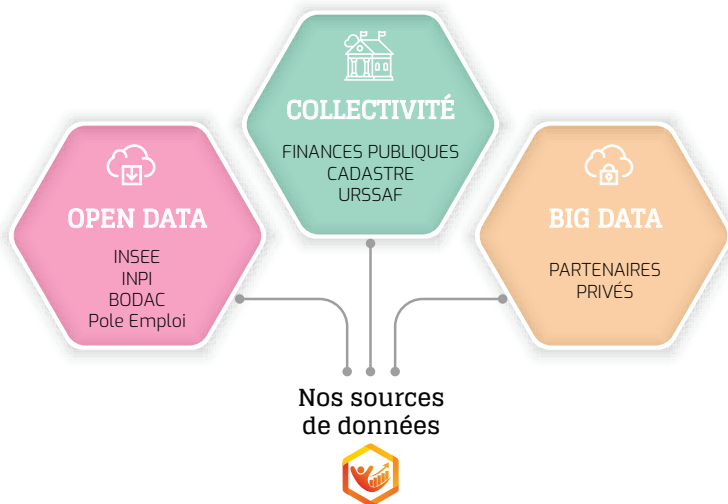 COLLECTIVITÉ
FINANCES PUBLIQUES
CADASTRE
URSSAF
OPEN DATA
INSEE
INPI
BODAC
Pole Emploi
BIG DATA
PARTENAIRES
PRIVÉS
Nos sources
de données